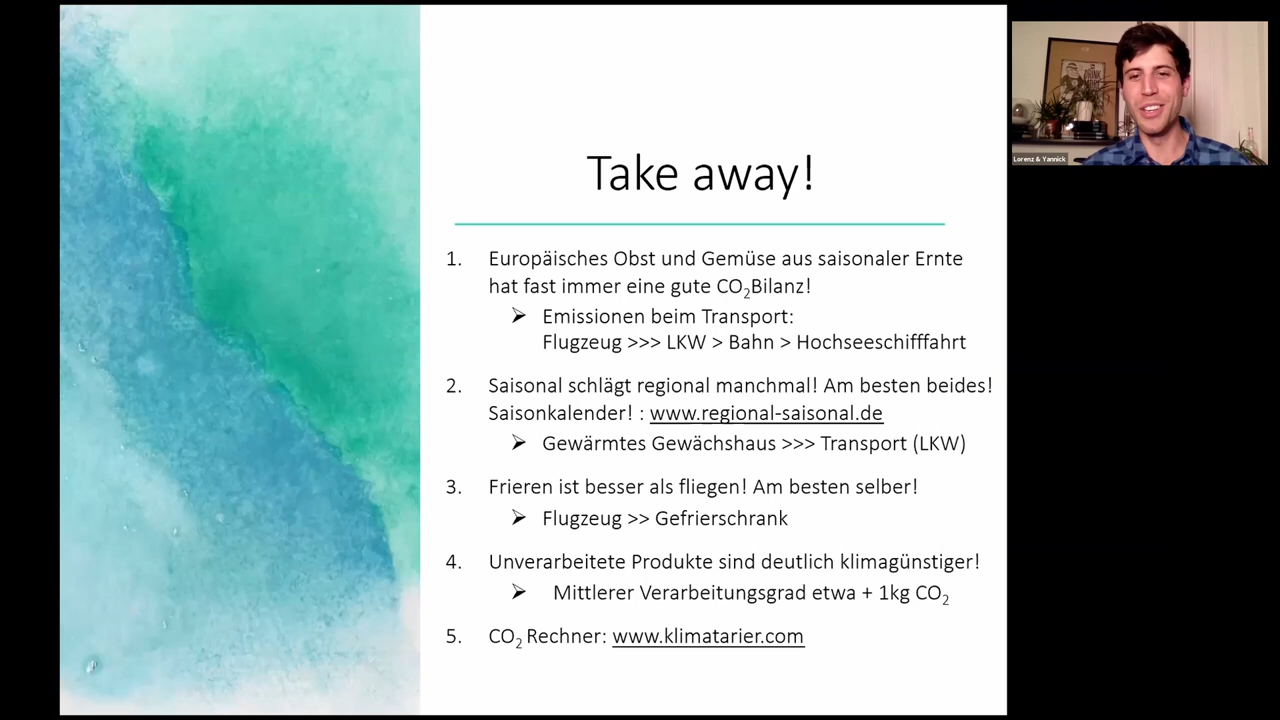 Take away!
1. Europäisches Obst und Gemüse aus saisonaler Ernte
hat fast immer eine gute CO₂Bilanz!
➢ Emissionen beim Transport:
Flugzeug >>> LKW > Bahn > Hochseeschifffahrt
2. Saisonal schlägt regional manchmal! Am besten beides!
Saisonkalender! : www.regional-saisonal.de
➢ Gewärmtes Gewächshaus >>> Transport (LKW)
3. Frieren ist besser als fliegen! Am besten selber!
➢ Flugzeug >> Gefrierschrank
4. Unverarbeitete Produkte sind deutlich klimagünstiger!
➢ Mittlerer Verarbeitungsgrad etwa + 1kg CO₂
5. CO₂ Rechner: www.klimatarier.com
DRINK
Lorenz & Yannick